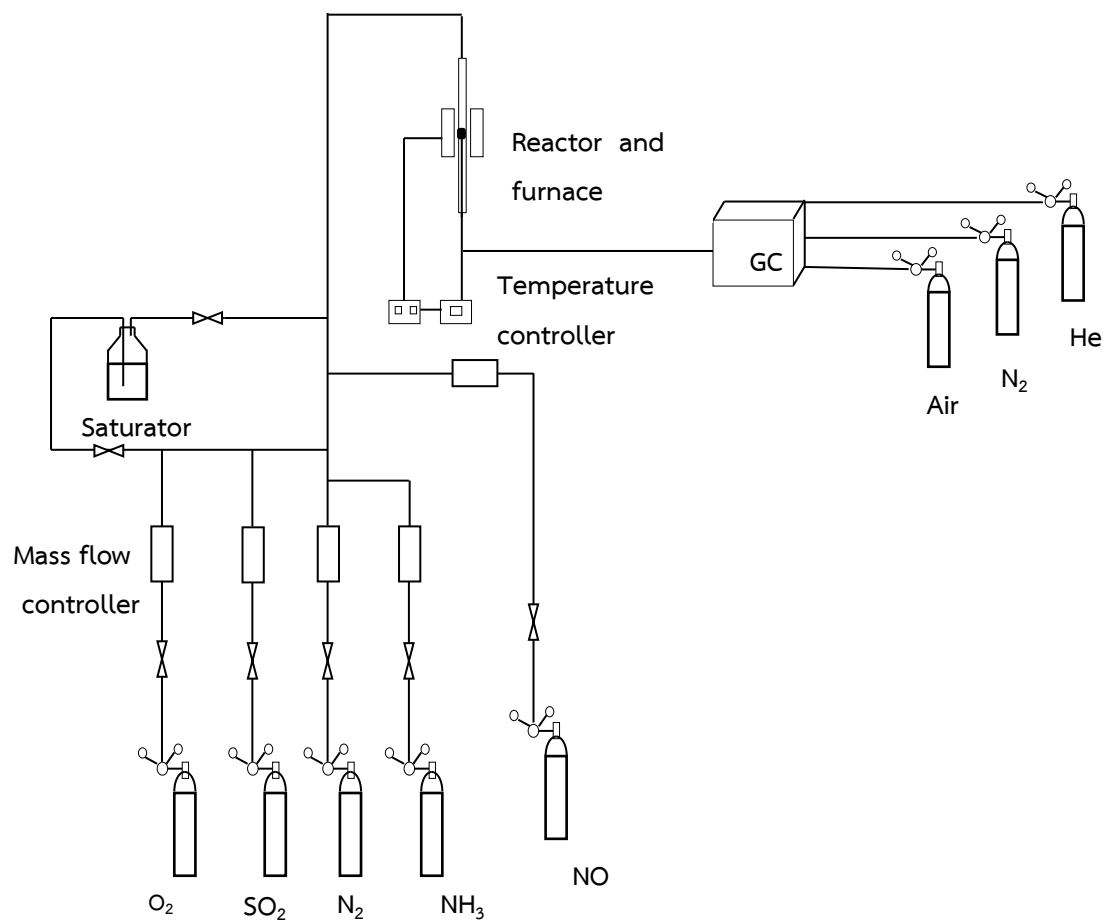 Reactor and
furnace
GC
Temperature
controller
He
N₂
Air
Saturator
Mass flow
controller
NO
O₂
SO₂
N₂
NH₃